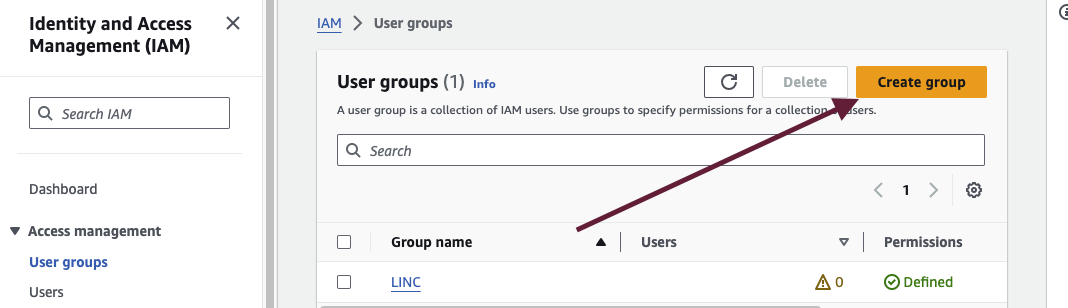 Identity and Access
Management (IAM)
Search IAM
Dashboard
Access management
User groups
Users
IAM > User groups
User groups (1) Info
Delete
Create group
A user group is a collection of IAM users. Use groups to specify permissions for a collection of users.
Search
1
Group name
Users
Permissions
LINC
0
Defined